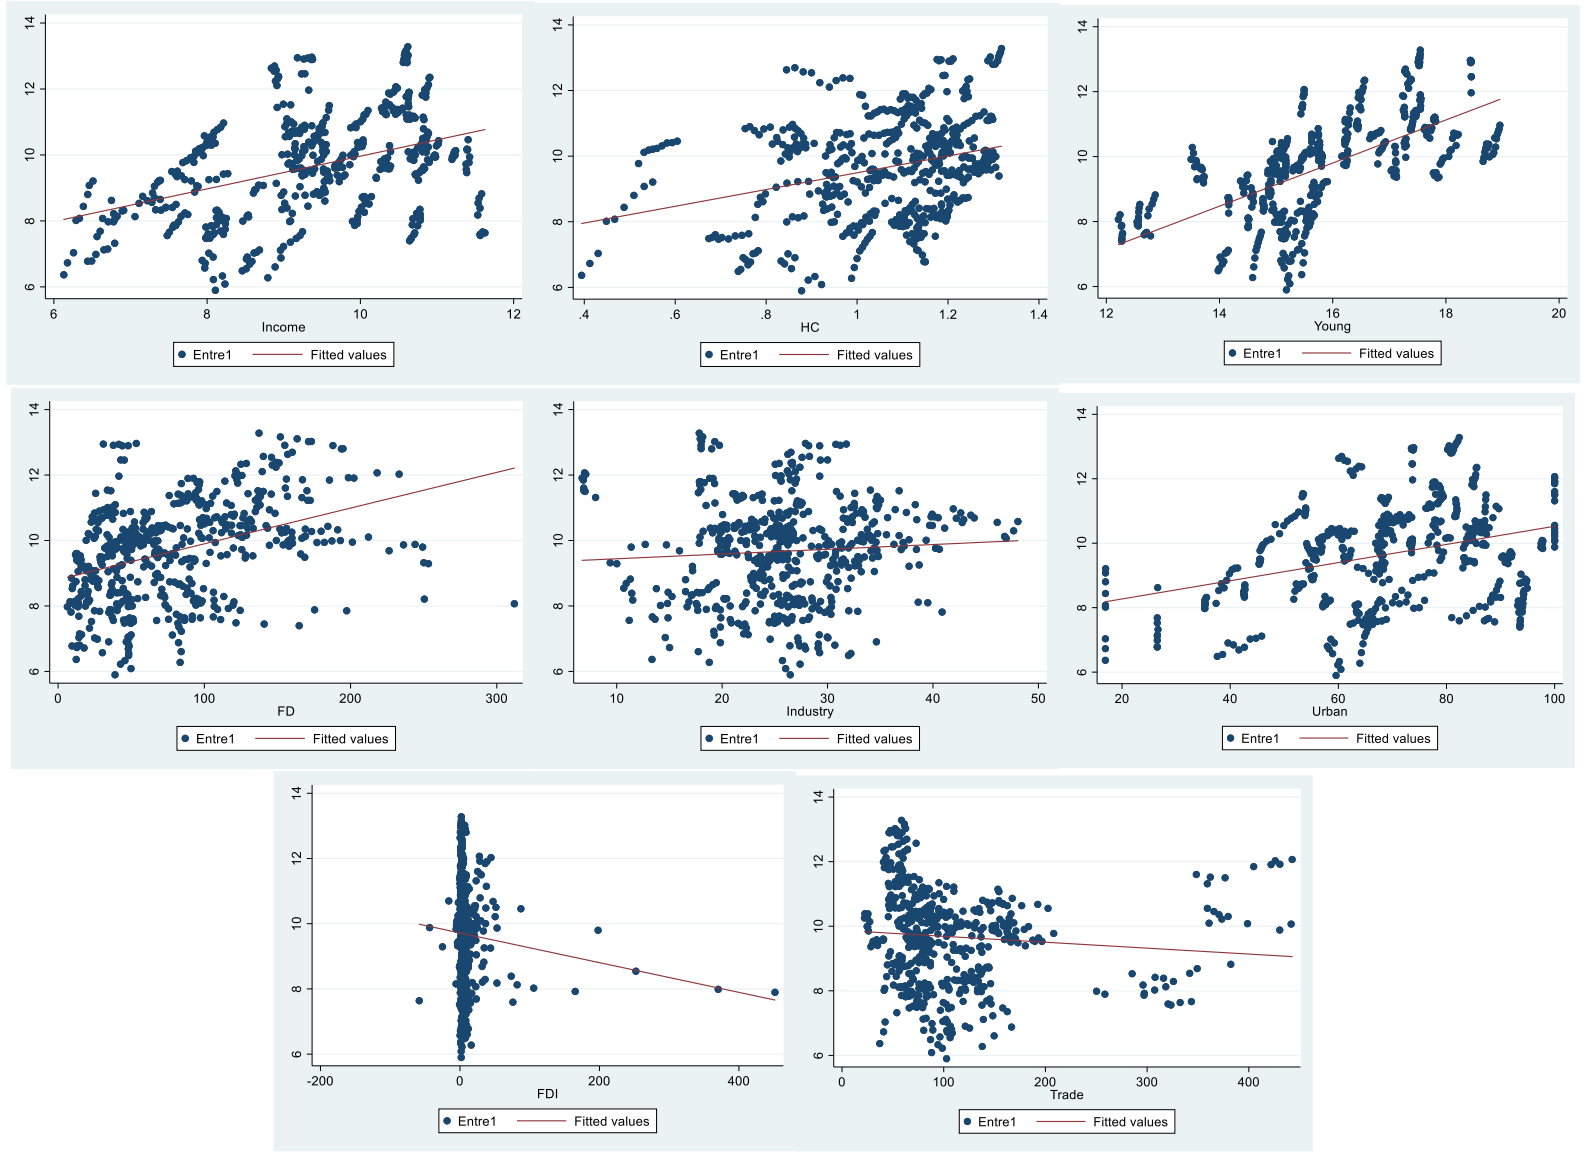 14
12
10
8
6
6 8 10 12
Income
Entre1 Fitted values
14
12
10
8
6
.4 .6 .8 1 1.2 1.4
HC
Entre1 Fitted values
14
12
10
8
6
12 14 16 18 20
Young
Entre1 Fitted values
14
12
10
8
6
0 100 200 300
FD
Entre1 Fitted values
14
12
10
8
6
10 20 30 40 50
Industry
Entre1 Fitted values
14
12
10
8
6
20 40 60 80 100
Urban
Entre1 Fitted values
14
12
10
8
6
-200 0 200 400
FDI
Entre1 Fitted values
14
12
10
8
6
0 100 200 300 400
Trade
Entre1 Fitted values